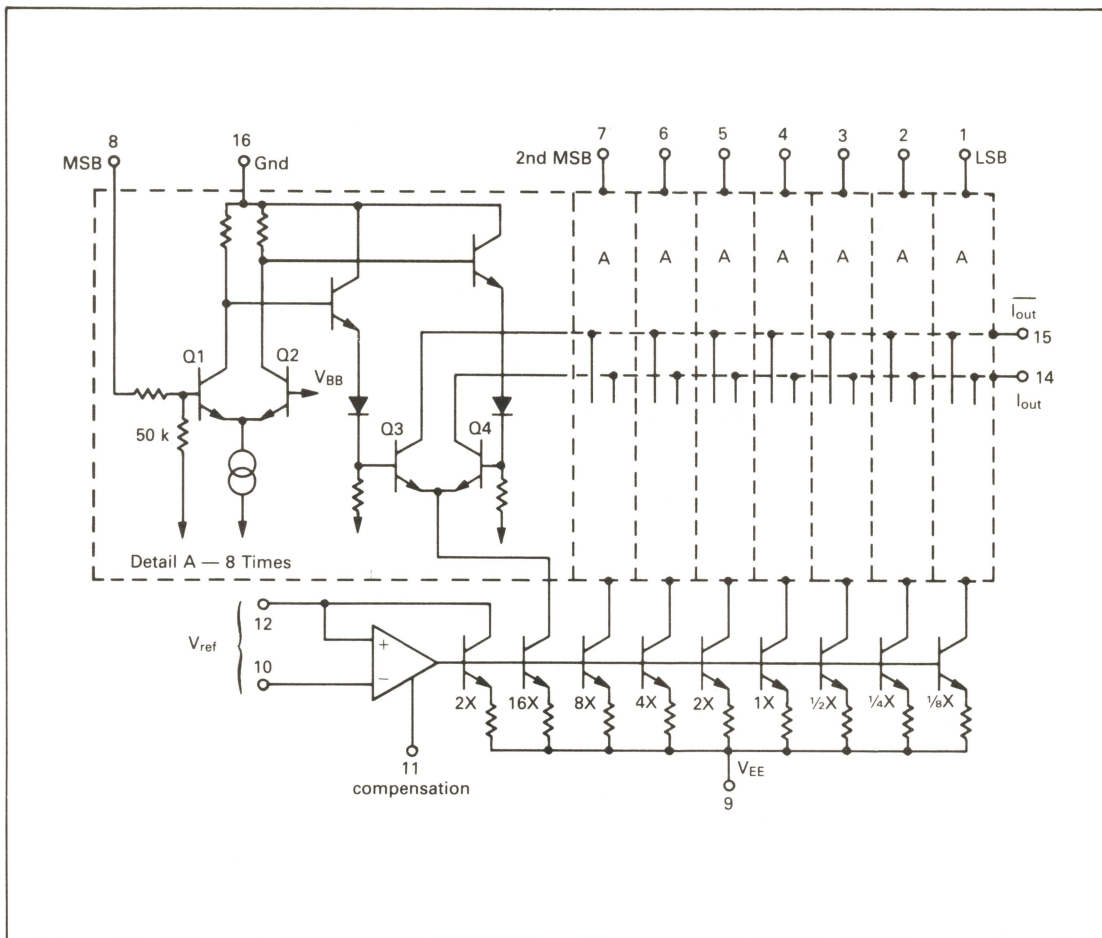 8
16
7
6
5
4
3
2
1
MSB
Gnd
2nd MSB
LSB
A
A
A
A
A
A
A
I̅o̅u̅t̅
15
Q1
Q2
VBB
14
Iout
50 k
Q3
Q4
Detail A — 8 Times
12
Vref
+
10
−
2X
16X
8X
4X
2X
1X
½X
¼X
⅛X
11
VEE
compensation
9